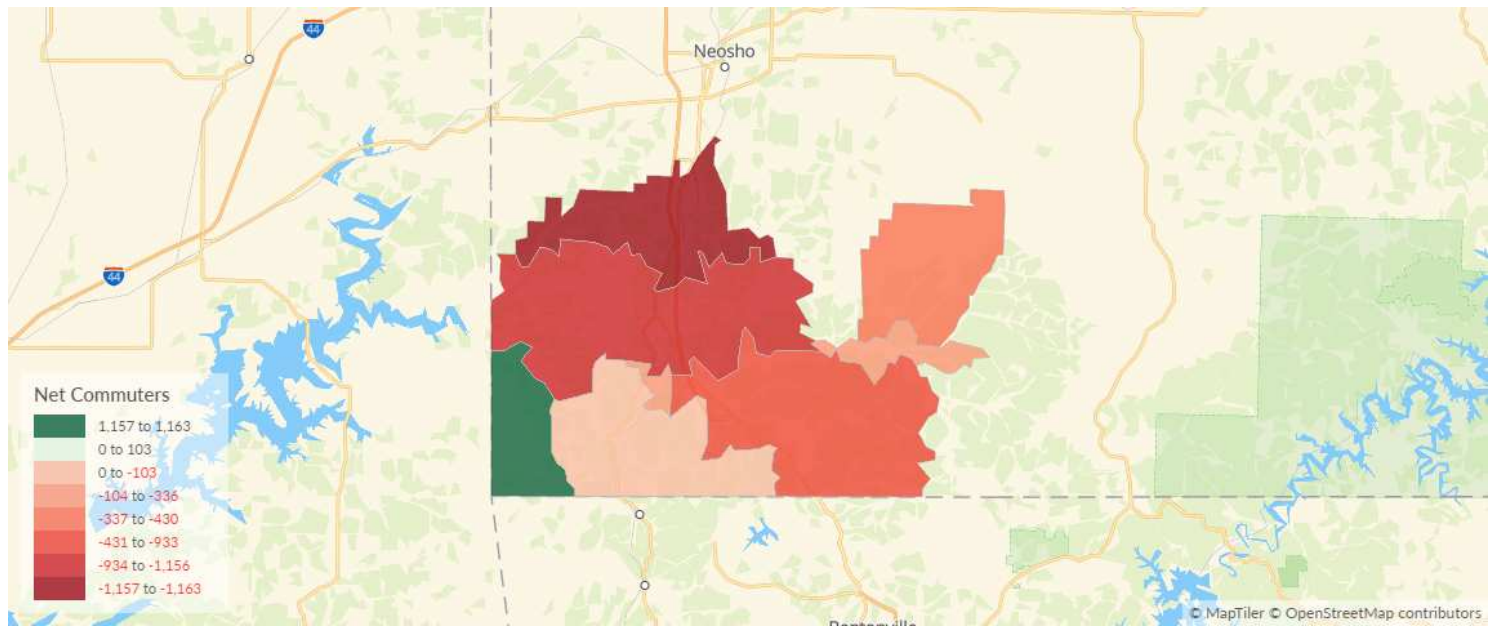 44
Neosho
44
Net Commuters
1,157 to 1,163
0 to 103
0 to -103
-104 to -336
-337 to -430
-431 to -933
-934 to -1,156
-1,157 to -1,163
© MapTiler © OpenStreetMap contributors
Bentonville